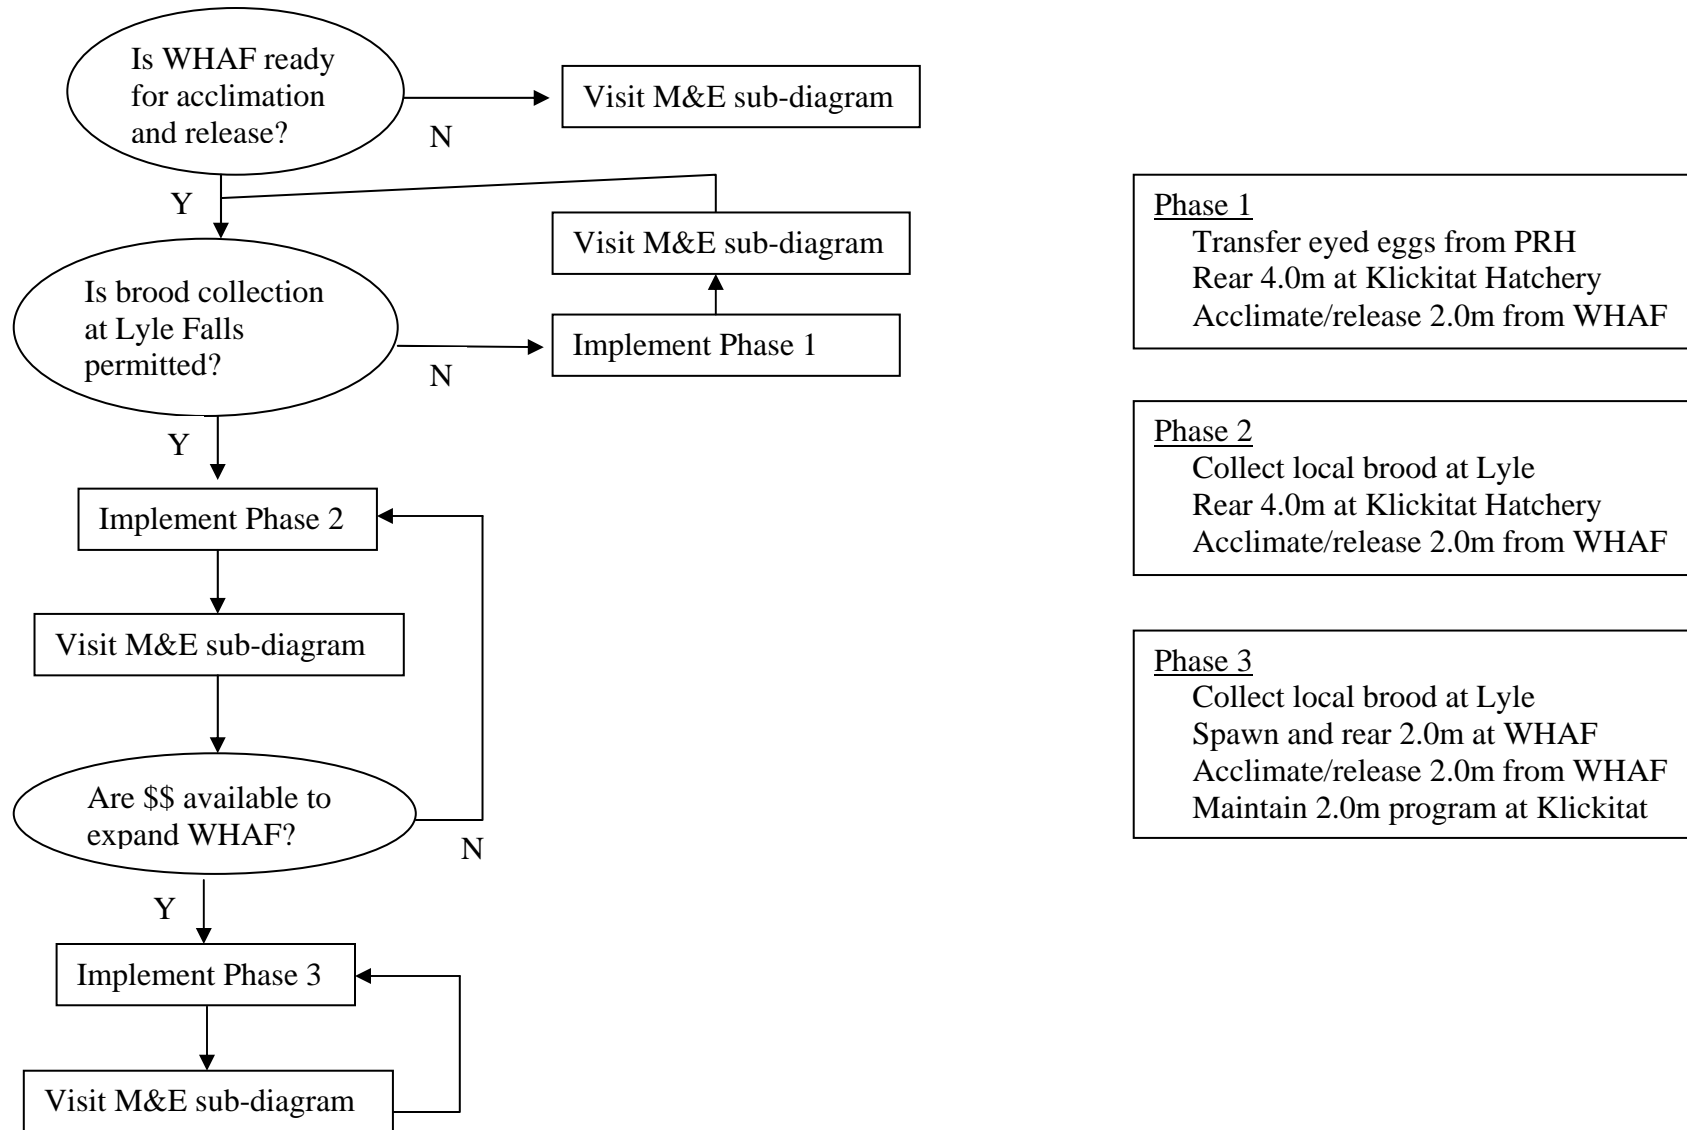 Is WHAF ready
for acclimation
and release?
Visit M&E sub-diagram
N
Y
Visit M&E sub-diagram
Is brood collection
at Lyle Falls
permitted?
Implement Phase 1
N
Y
Implement Phase 2
Visit M&E sub-diagram
Are $$ available to
expand WHAF?
N
Y
Implement Phase 3
Visit M&E sub-diagram
Phase 1
Transfer eyed eggs from PRH
Rear 4.0m at Klickitat Hatchery
Acclimate/release 2.0m from WHAF
Phase 2
Collect local brood at Lyle
Rear 4.0m at Klickitat Hatchery
Acclimate/release 2.0m from WHAF
Phase 3
Collect local brood at Lyle
Spawn and rear 2.0m at WHAF
Acclimate/release 2.0m from WHAF
Maintain 2.0m program at Klickitat